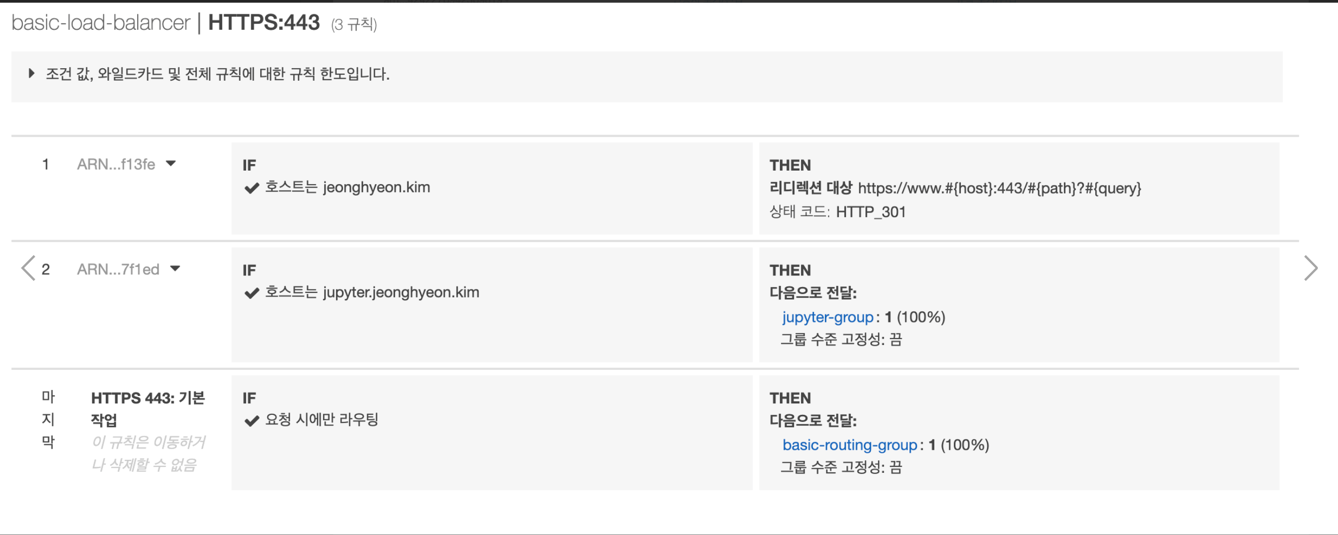 basic-load-balancer | HTTPS:443 (3 규칙)
조건 값, 와일드카드 및 전체 규칙에 대한 규칙 한도입니다.
1 ARN...f13fe
IF
호스트는 jeonghyeon.kim
THEN
리디렉션 대상 https://www.#{host}:443/#{path}?#{query}
상태 코드: HTTP_301
2 ARN...7f1ed
IF
호스트는 jupyter.jeonghyeon.kim
THEN
다음으로 전달:
jupyter-group: 1 (100%)
그룹 수준 고정성: 끔
마
지
막
HTTPS 443: 기본
작업
이 규칙은 이동하거
나 삭제할 수 없음
IF
요청 시에만 라우팅
THEN
다음으로 전달:
basic-routing-group: 1 (100%)
그룹 수준 고정성: 끔